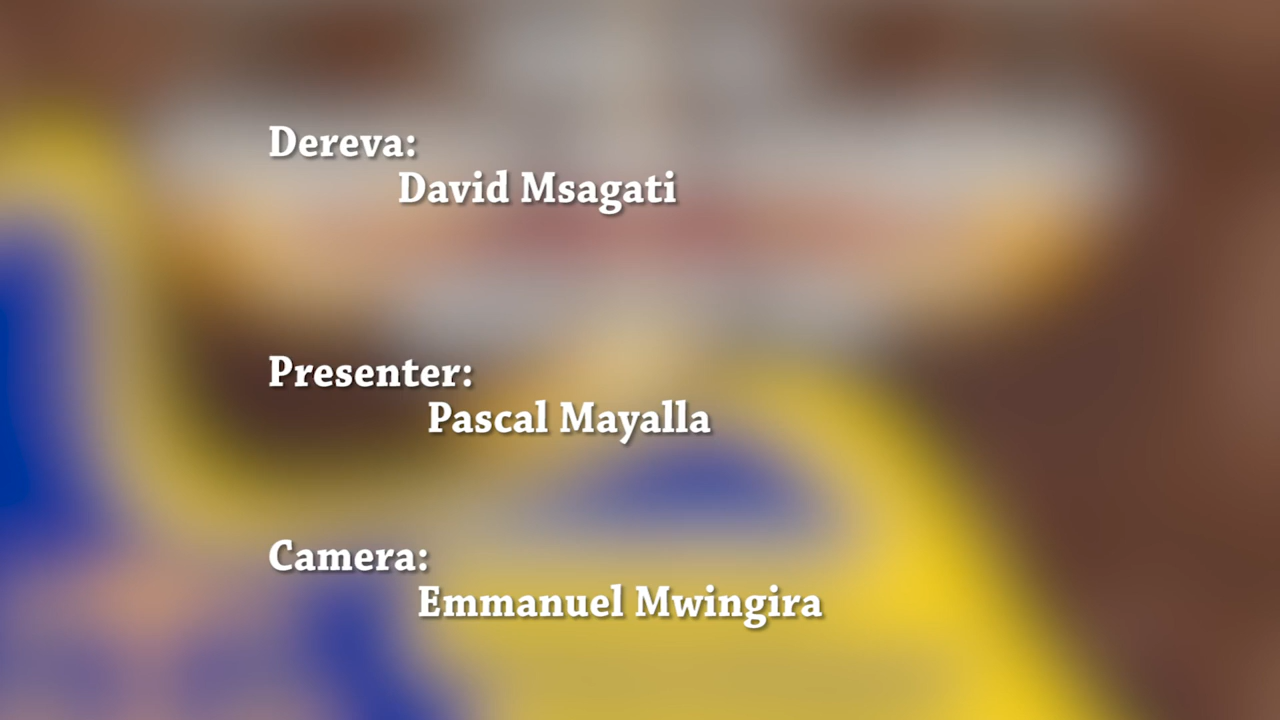 Dereva:
David Msagati
Presenter:
Pascal Mayalla
Camera:
Emmanuel Mwingira